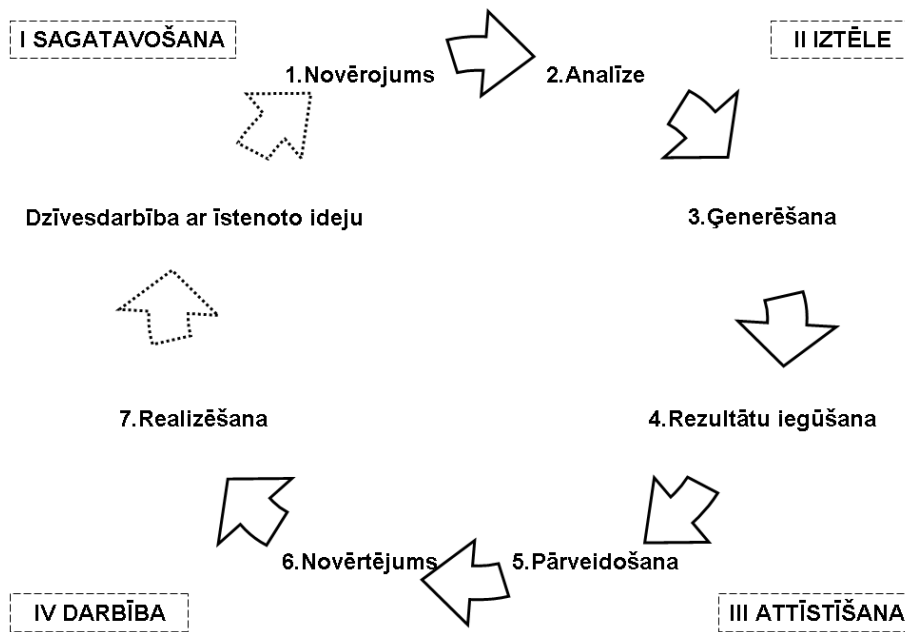 I SAGATAVOŠANA
II IZTĒLE
1.Novērojums
2.Analīze
Dzīvesdarbība ar īstenoto ideju
3.Ģenerēšana
7.Realizēšana
4.Rezultātu iegūšana
6.Novērtējums
5.Pārveidošana
IV DARBĪBA
III ATTĪSTĪŠANA